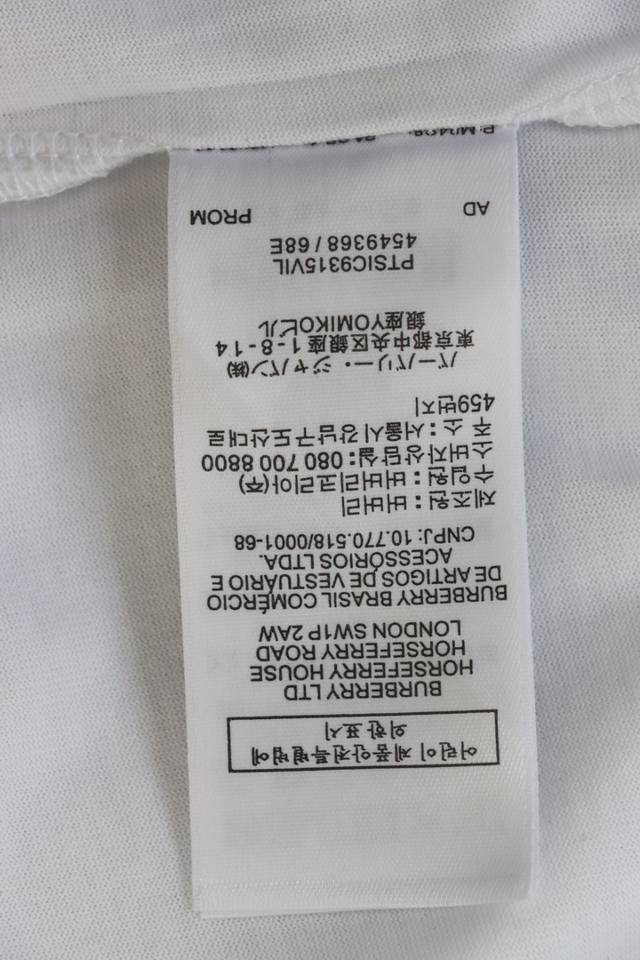 어린이제품안전특별법에
의한 표시
BURBERRY LTD
HORSEFERRY HOUSE
HORSEFERRY ROAD
LONDON SW1P 2AW
BURBERRY BRASIL COMÉRCIO
DE ARTIGOS DE VESTUÁRIO E
ACESSÓRIOS LTDA.
CNPJ: 10.770.518/0001-68
제조원: 버버리
수입원: 버버리코리아(주)
소비자상담실: 080 700 8800
주 소: 서울시강남구도산대로
459번지
バーバリー・ジャパン(株)
東京都中央区銀座1-8-14
銀座YOMIKOビル
PTSIC9315VIL
4549368 / 68E
AD PROM